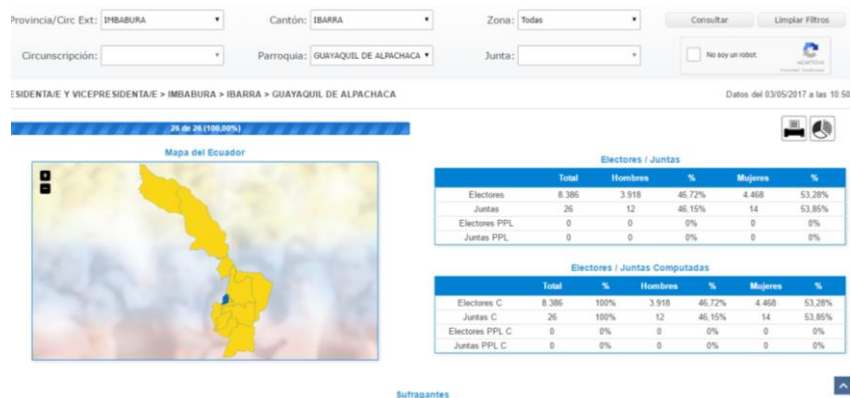 Provincia/Circ Ext: IMBABURA Cantón: IBARRA Zona: Todas Consultar Limpiar Filtros
Circunscripción: Parroquia: GUAYAQUIL DE ALPACHACA Junta: No soy un robot.
reCAPTCHA
ESIDENTA/E Y VICEPRESIDENTA/E > IMBABURA > IBARRA > GUAYAQUIL DE ALPACHACA Datos del 03/05/2017 a las 10:50
26 de 26 (100,00%)
Mapa del Ecuador
Electores / Juntas
Total Hombres % Mujeres %
Electores 8.386 3.918 46,72% 4.468 53,28%
Juntas 26 12 46,15% 14 53,85%
Electores PPL 0 0 0% 0 0%
Juntas PPL 0 0 0% 0 0%
Electores / Juntas Computadas
Total % Hombres % Mujeres %
Electores C 8.386 100% 3.918 46,72% 4.468 53,28%
Juntas C 26 100% 12 46,15% 14 53,85%
Electores PPL C 0 0% 0 0% 0 0%
Juntas PPL C 0 0% 0 0% 0 0%
Sufragantes